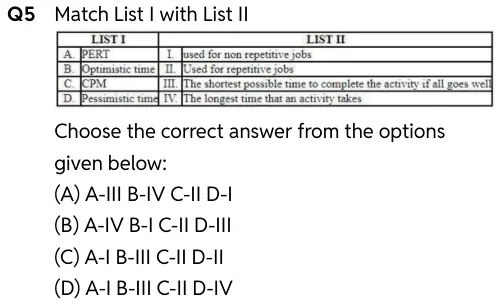 Q5 Match List I with List II
LIST I LIST II
A. PERT I. used for non repetitive jobs
B. Optimistic time II. Used for repetitive jobs
C. CPM III. The shortest possible time to complete the activity if all goes well
D. Pessimistic time IV. The longest time that an activity takes
Choose the correct answer from the options
given below:
(A) A-III B-IV C-II D-I
(B) A-IV B-I C-II D-III
(C) A-I B-III C-II D-II
(D) A-I B-III C-II D-IV